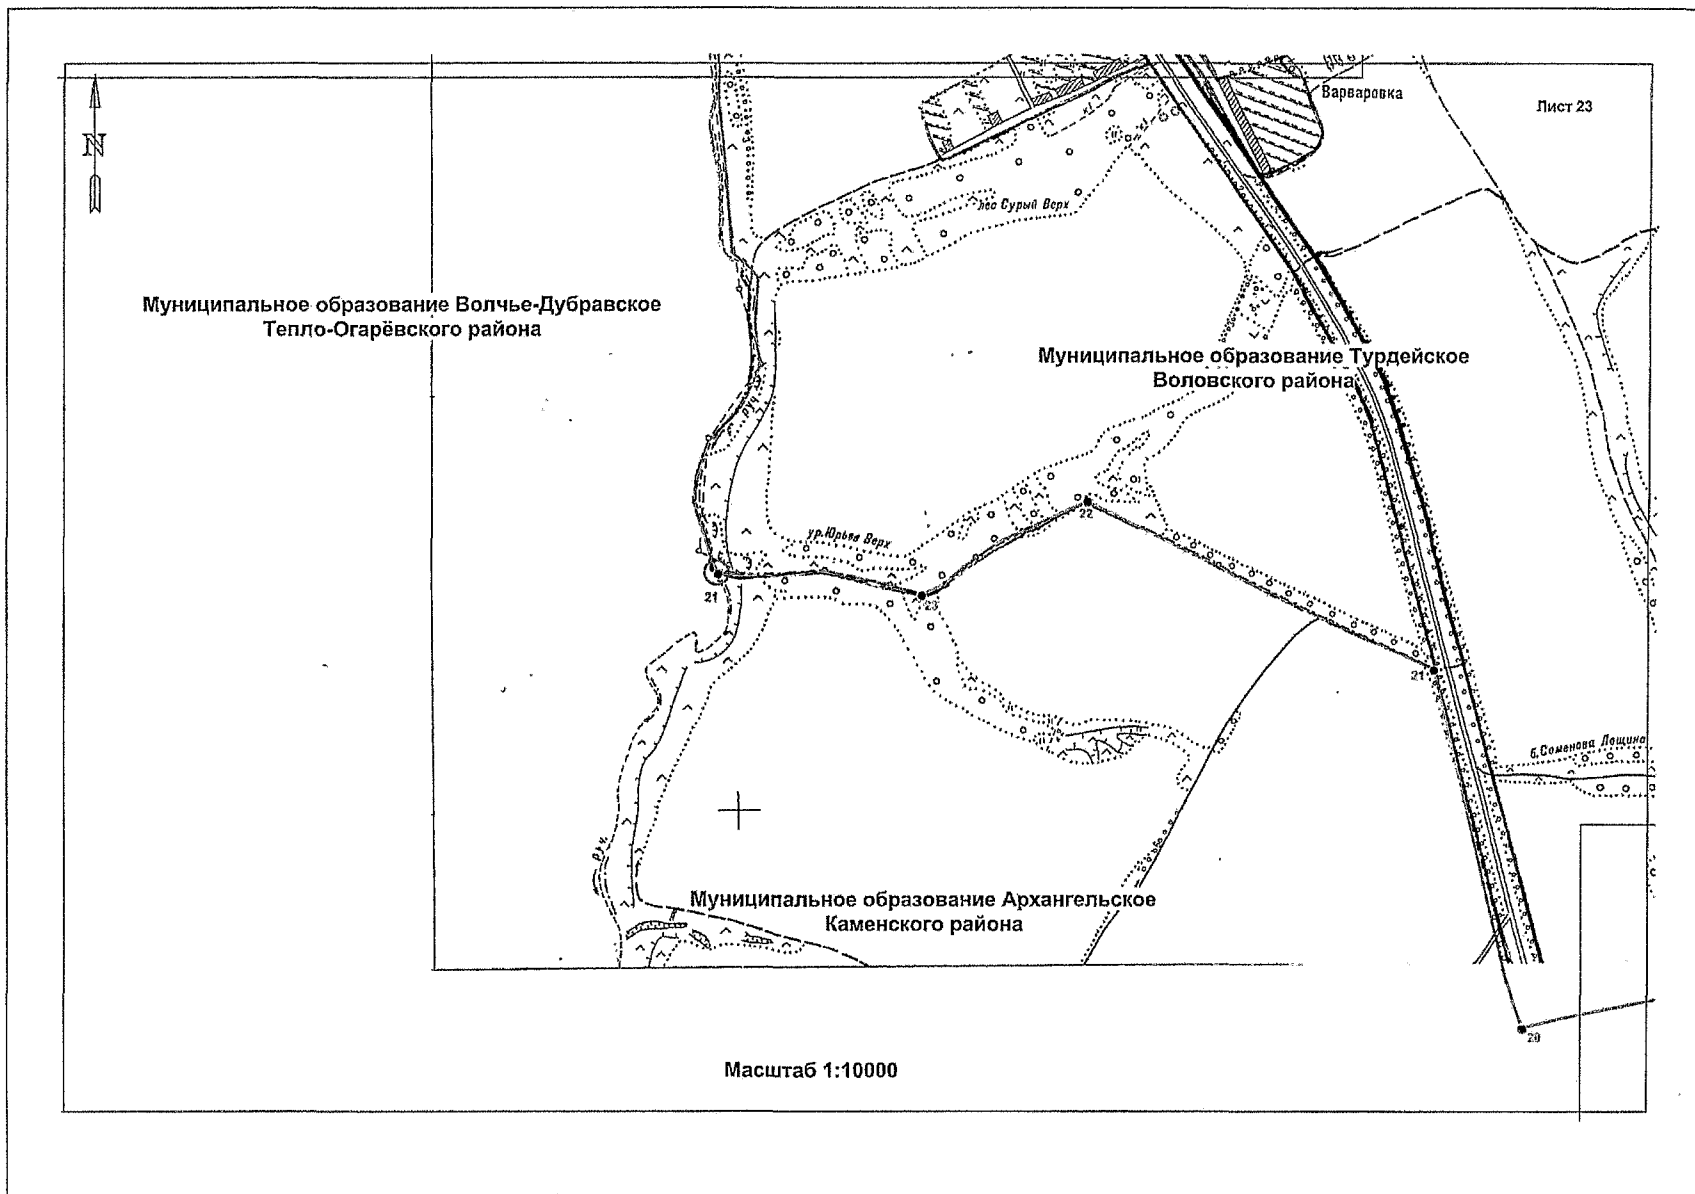 Варваровка
Лист 23
N
лес Сурый Верх
Муниципальное образование Волчье-Дубравское
Тепло-Огарёвского района
Муниципальное образование Турдейское
Воловского района
руч.
22
ур. Юрьев Верх
21
23
21
б. Семенова Лощина
руч.
Муниципальное образование Архангельское
Каменского района
20
Масштаб 1:10000